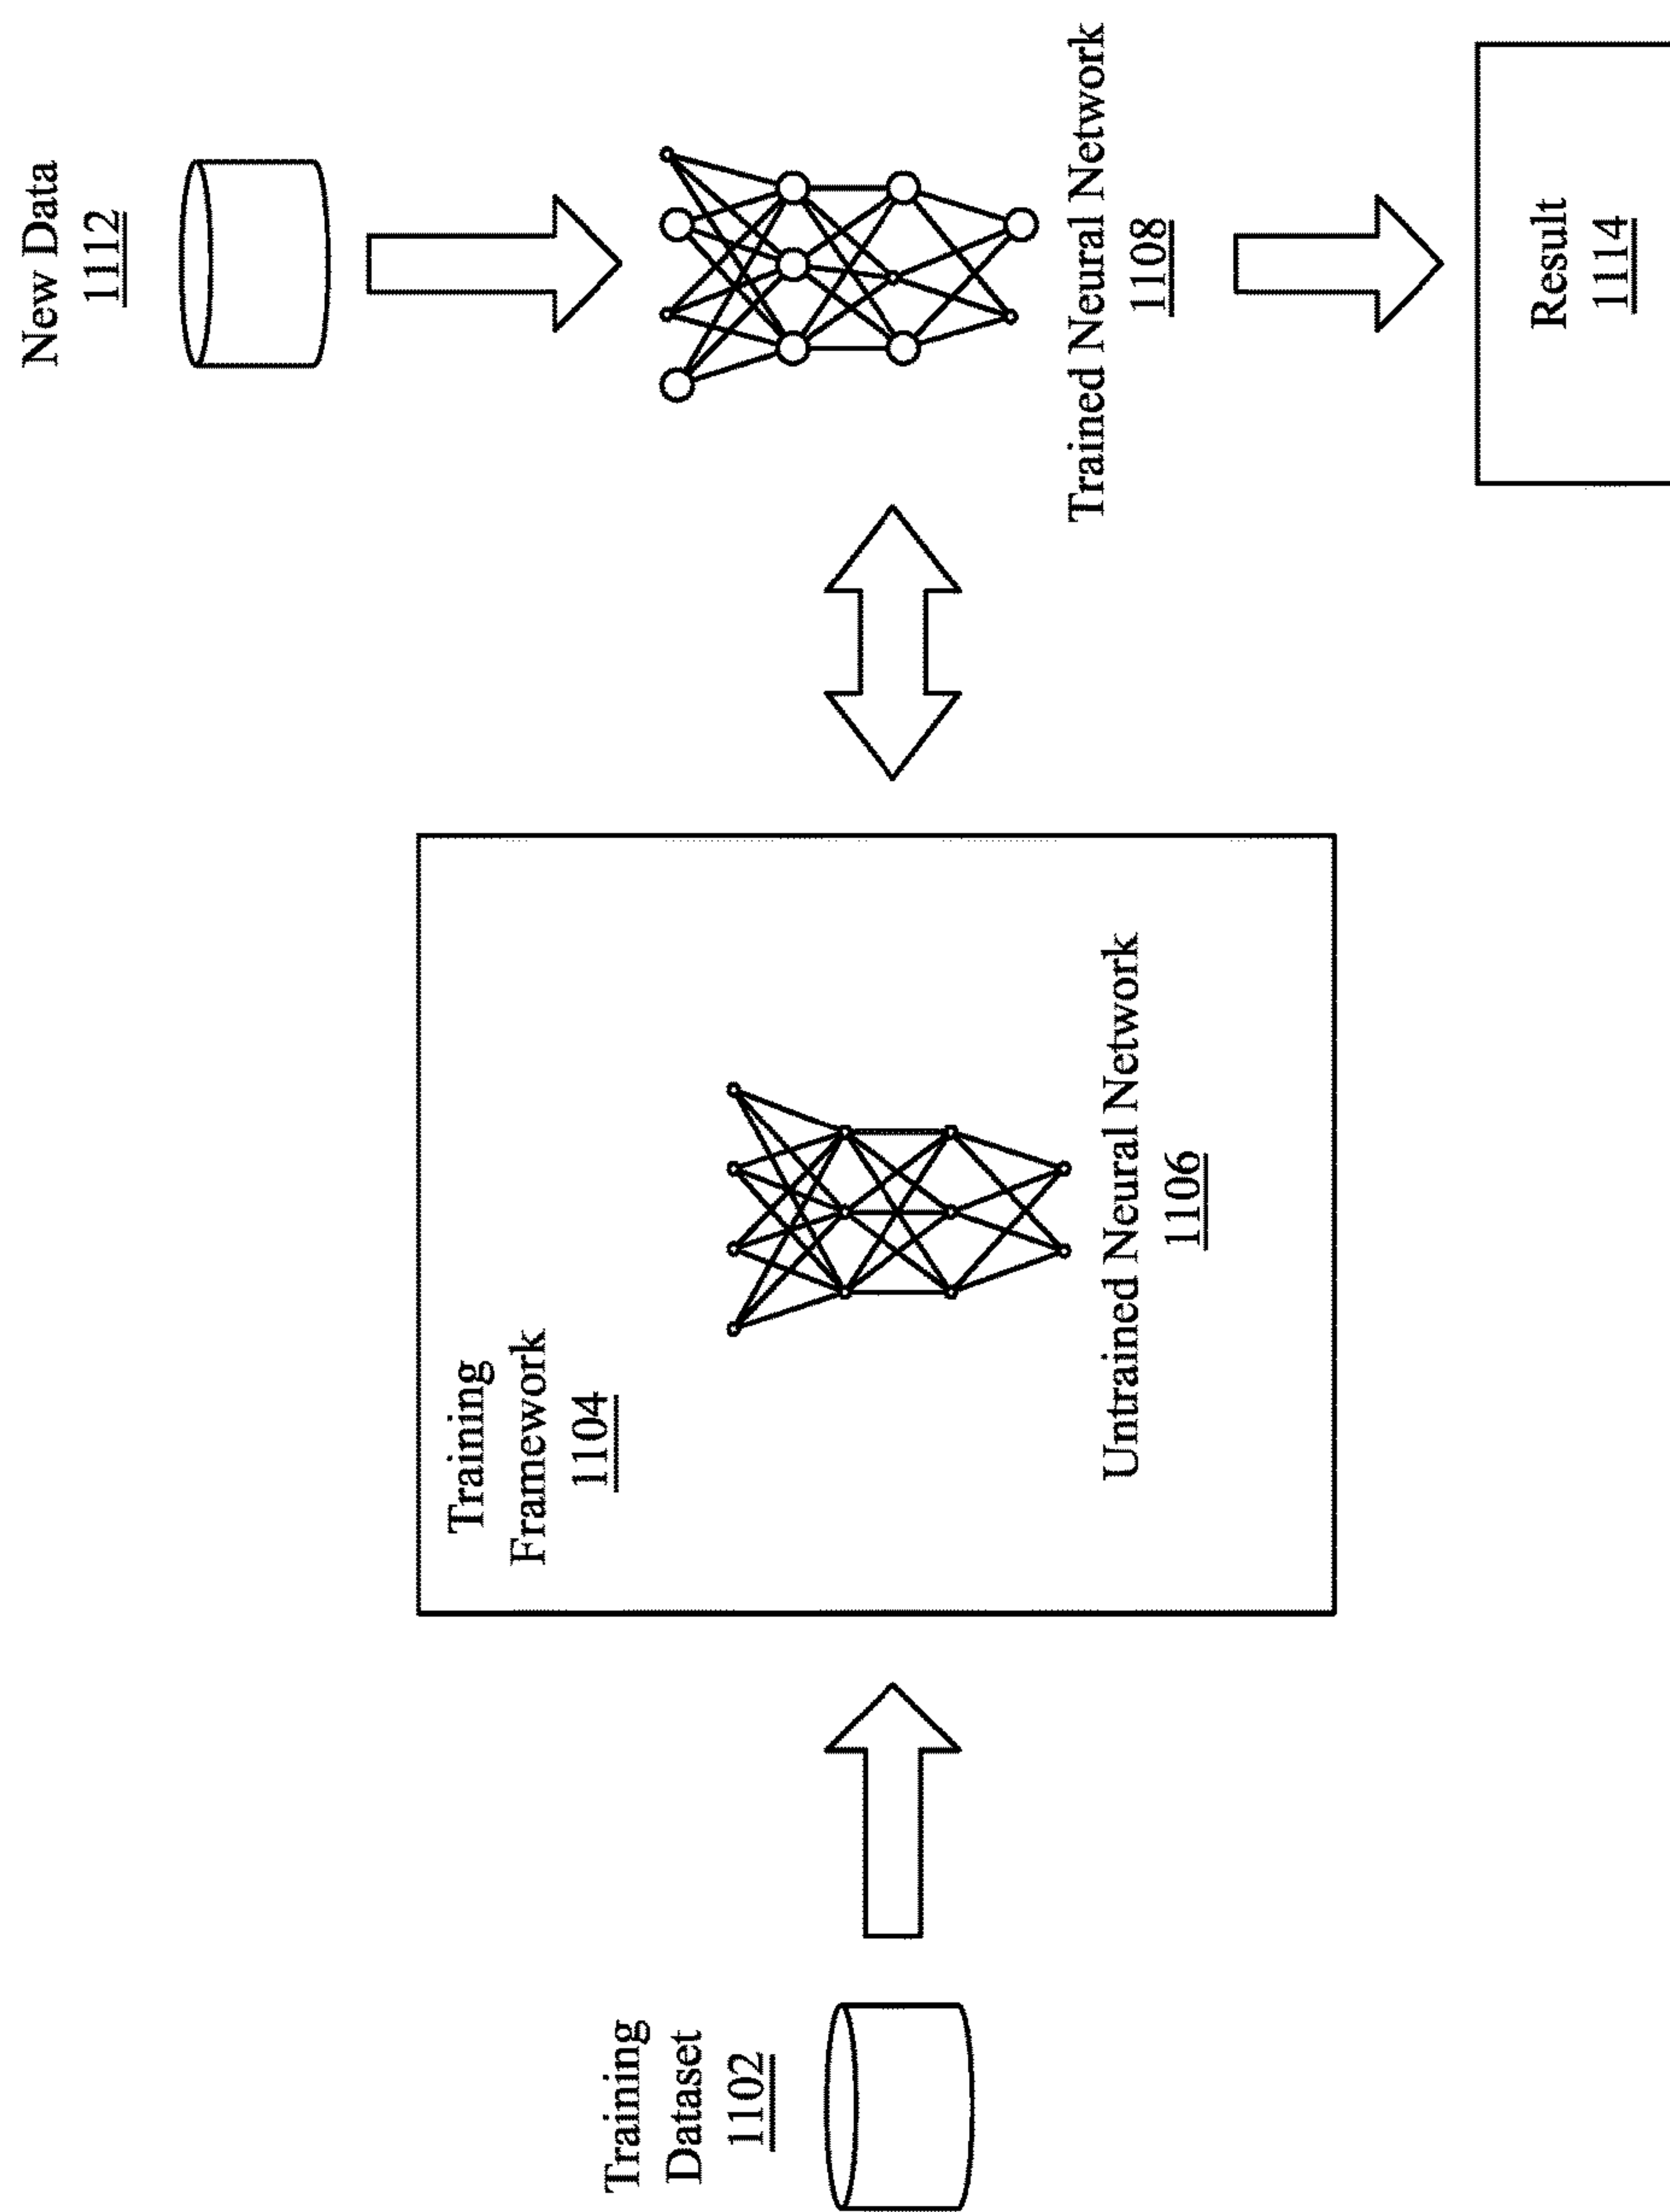 Training
Dataset
1102
Training
Framework
1104
Untrained Neural Network
1106
New Data
1112
Trained Neural Network
1108
Result
1114